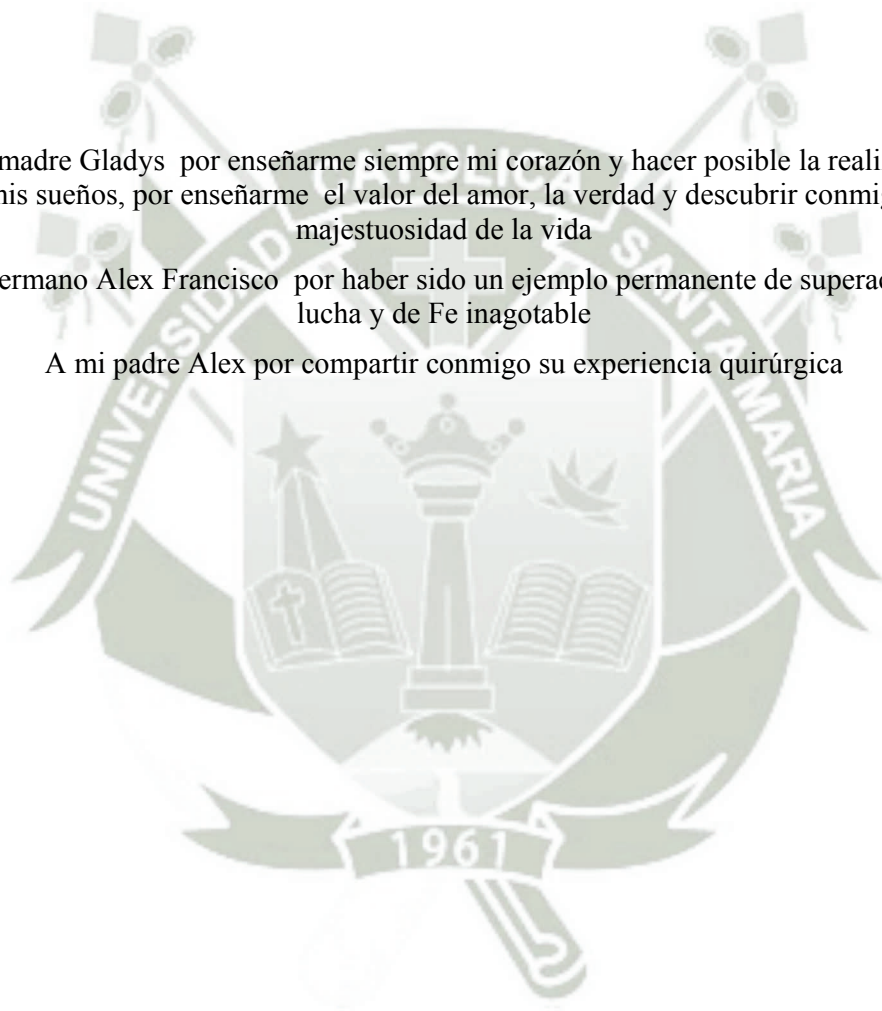 madre Gladys por enseñarme siempre mi corazón y hacer posible la reali
mis sueños, por enseñarme el valor del amor, la verdad y descubrir conmi
majestuosidad de la vida
ermano Alex Francisco por haber sido un ejemplo permanente de supera
lucha y de Fe inagotable
A mi padre Alex por compartir conmigo su experiencia quirúrgica
UNIVERSIDAD CATOLICA SANTA MARIA
1961